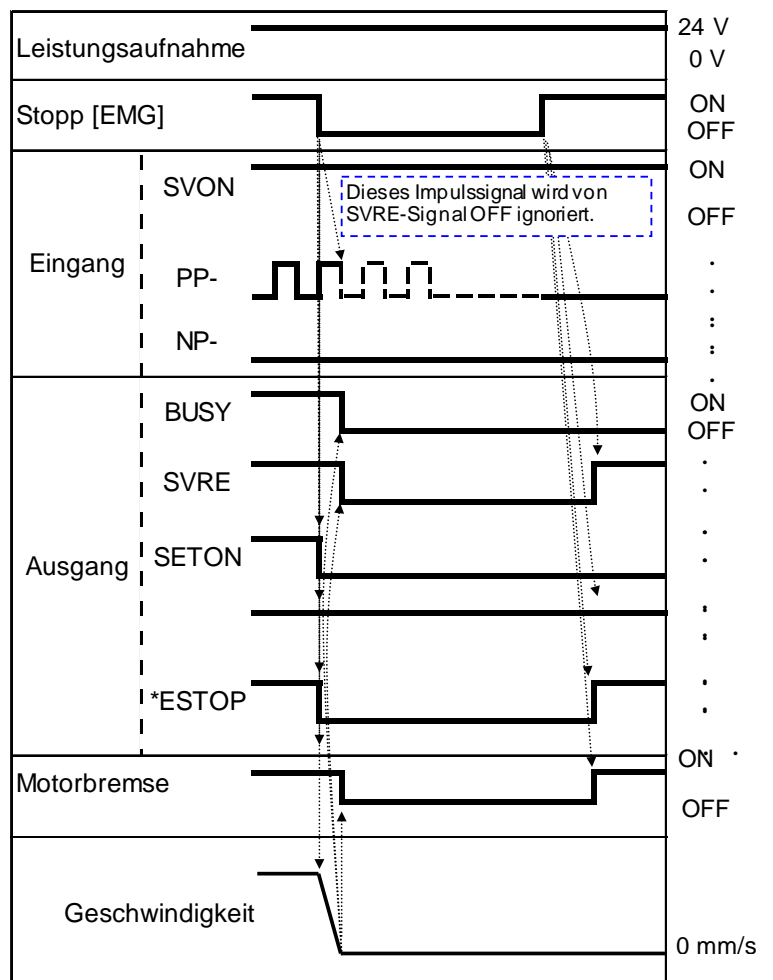 Leistungsaufnahme
24 V
0 V
Stopp [EMG]
ON
OFF
Eingang
SVON
ON
OFF
Dieses Impulssignal wird von
SVRE-Signal OFF ignoriert.
PP-
NP-
Ausgang
BUSY
ON
OFF
SVRE
SETON
*ESTOP
Motorbremse
ON
OFF
Geschwindigkeit
0 mm/s